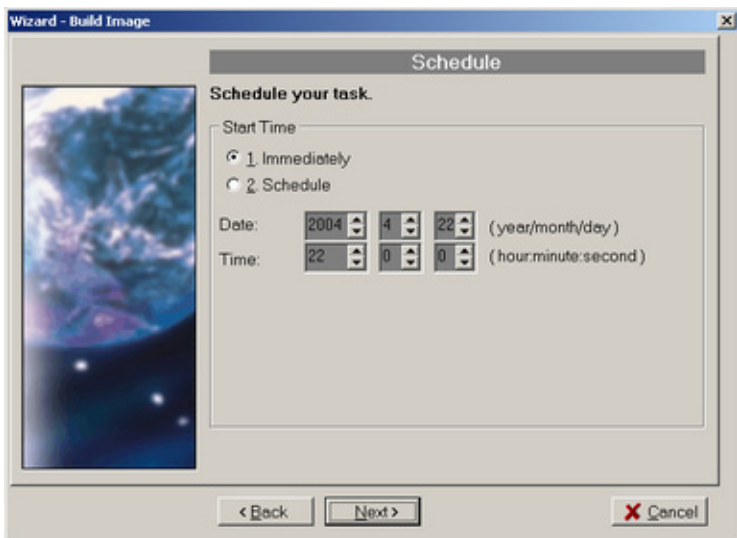 Wizard - Build Image
Schedule
Schedule your task.
Start Time
1. Immediately
2. Schedule
Date: 2004 4 22 (year/month/day)
Time: 22 0 0 (hour:minute:second)
< Back Next > Cancel